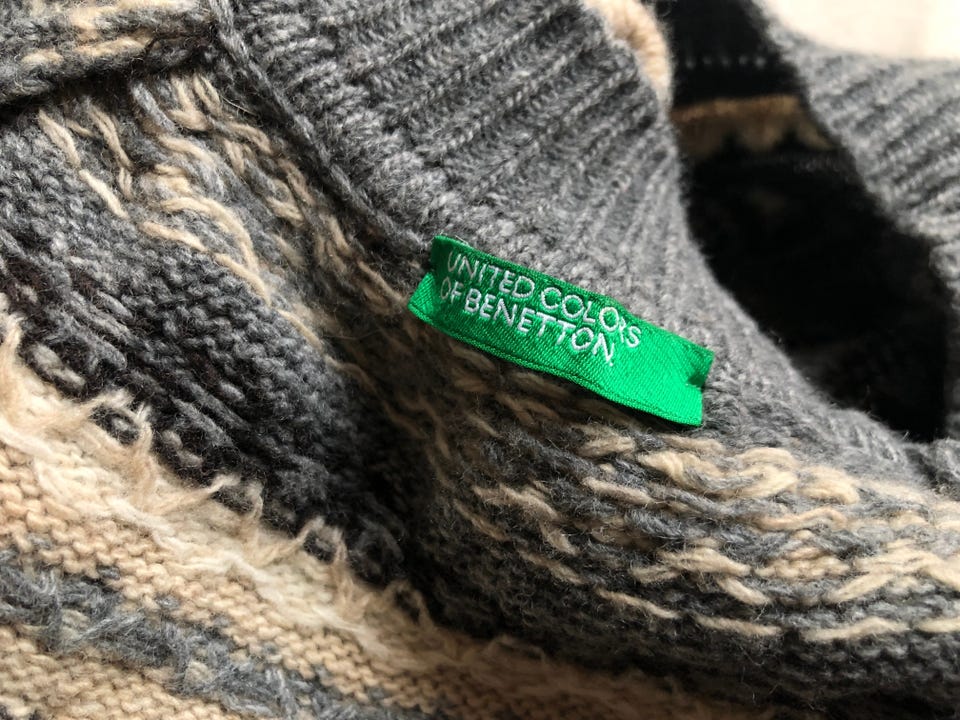 UNITED COLORS
OF BENETTON.